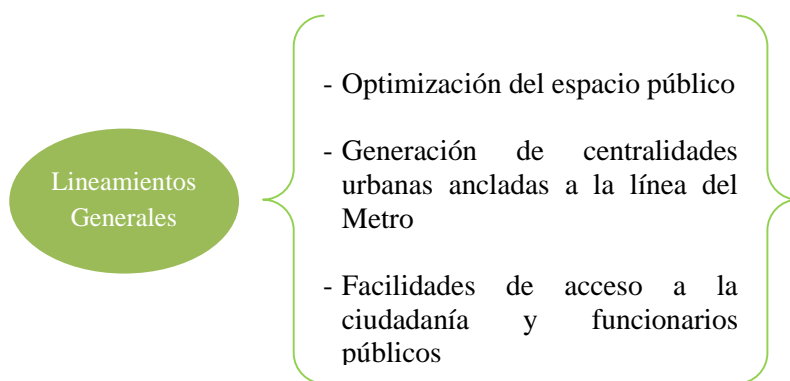 Lineamientos
Generales
- Optimización del espacio público
- Generación de centralidades
urbanas ancladas a la línea del
Metro
- Facilidades de acceso a la
ciudadanía y funcionarios
públicos